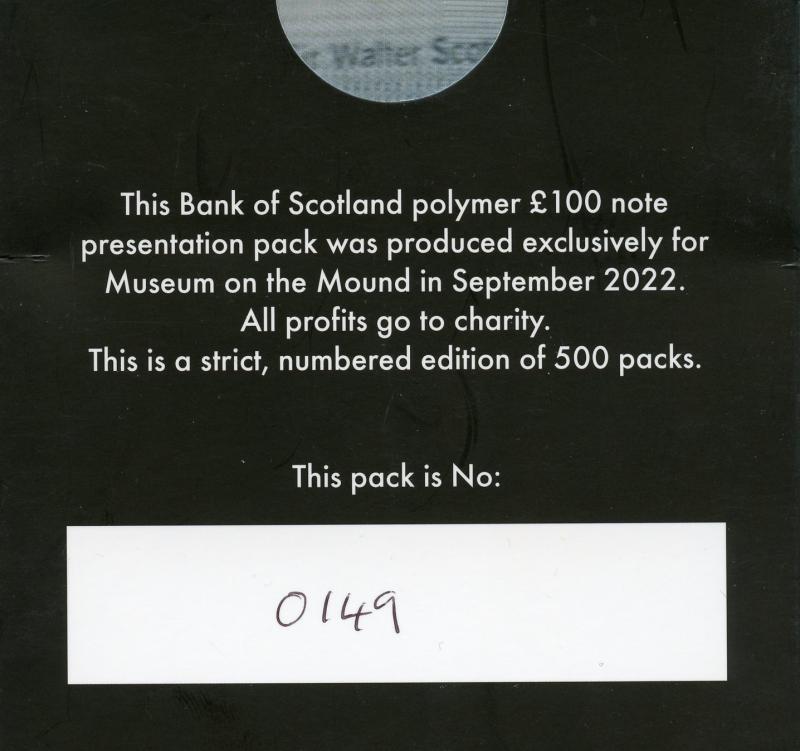 Walter Sco
This Bank of Scotland polymer £100 note
presentation pack was produced exclusively for
Museum on the Mound in September 2022.
All profits go to charity.
This is a strict, numbered edition of 500 packs.
This pack is No:
0149